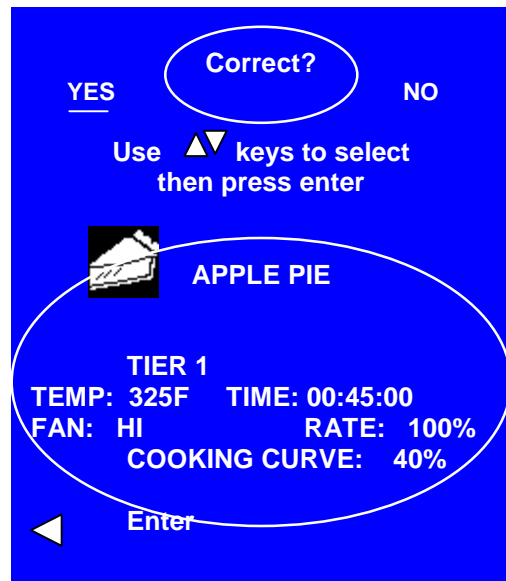 Correct?
YES NO
Use △▽ keys to select
then press enter
APPLE PIE
TIER 1
TEMP: 325F TIME: 00:45:00
FAN: HI RATE: 100%
COOKING CURVE: 40%
Enter